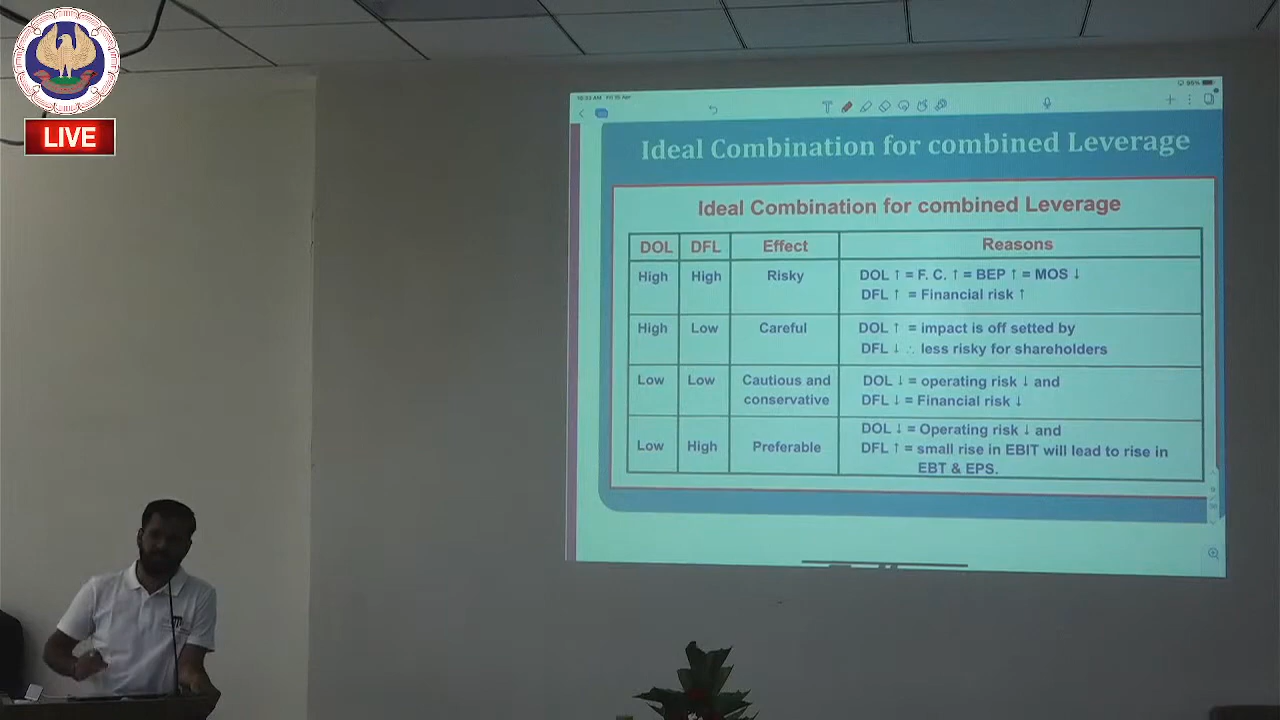 LIVE
Ideal Combination for combined Leverage
Ideal Combination for combined Leverage
DOL DFL Effect Reasons
High High Risky DOL ↑ = F. C. ↑ = BEP ↑ = MOS ↓
DFL ↑ = Financial risk ↑
High Low Careful DOL ↑ = impact is off setted by
DFL ↓ ∴ less risky for shareholders
Low Low Cautious and conservative DOL ↓ = operating risk ↓ and
DFL ↓ = Financial risk ↓
Low High Preferable DOL ↓ = Operating risk ↓ and
DFL ↑ = small rise in EBIT will lead to rise in
EBT & EPS.